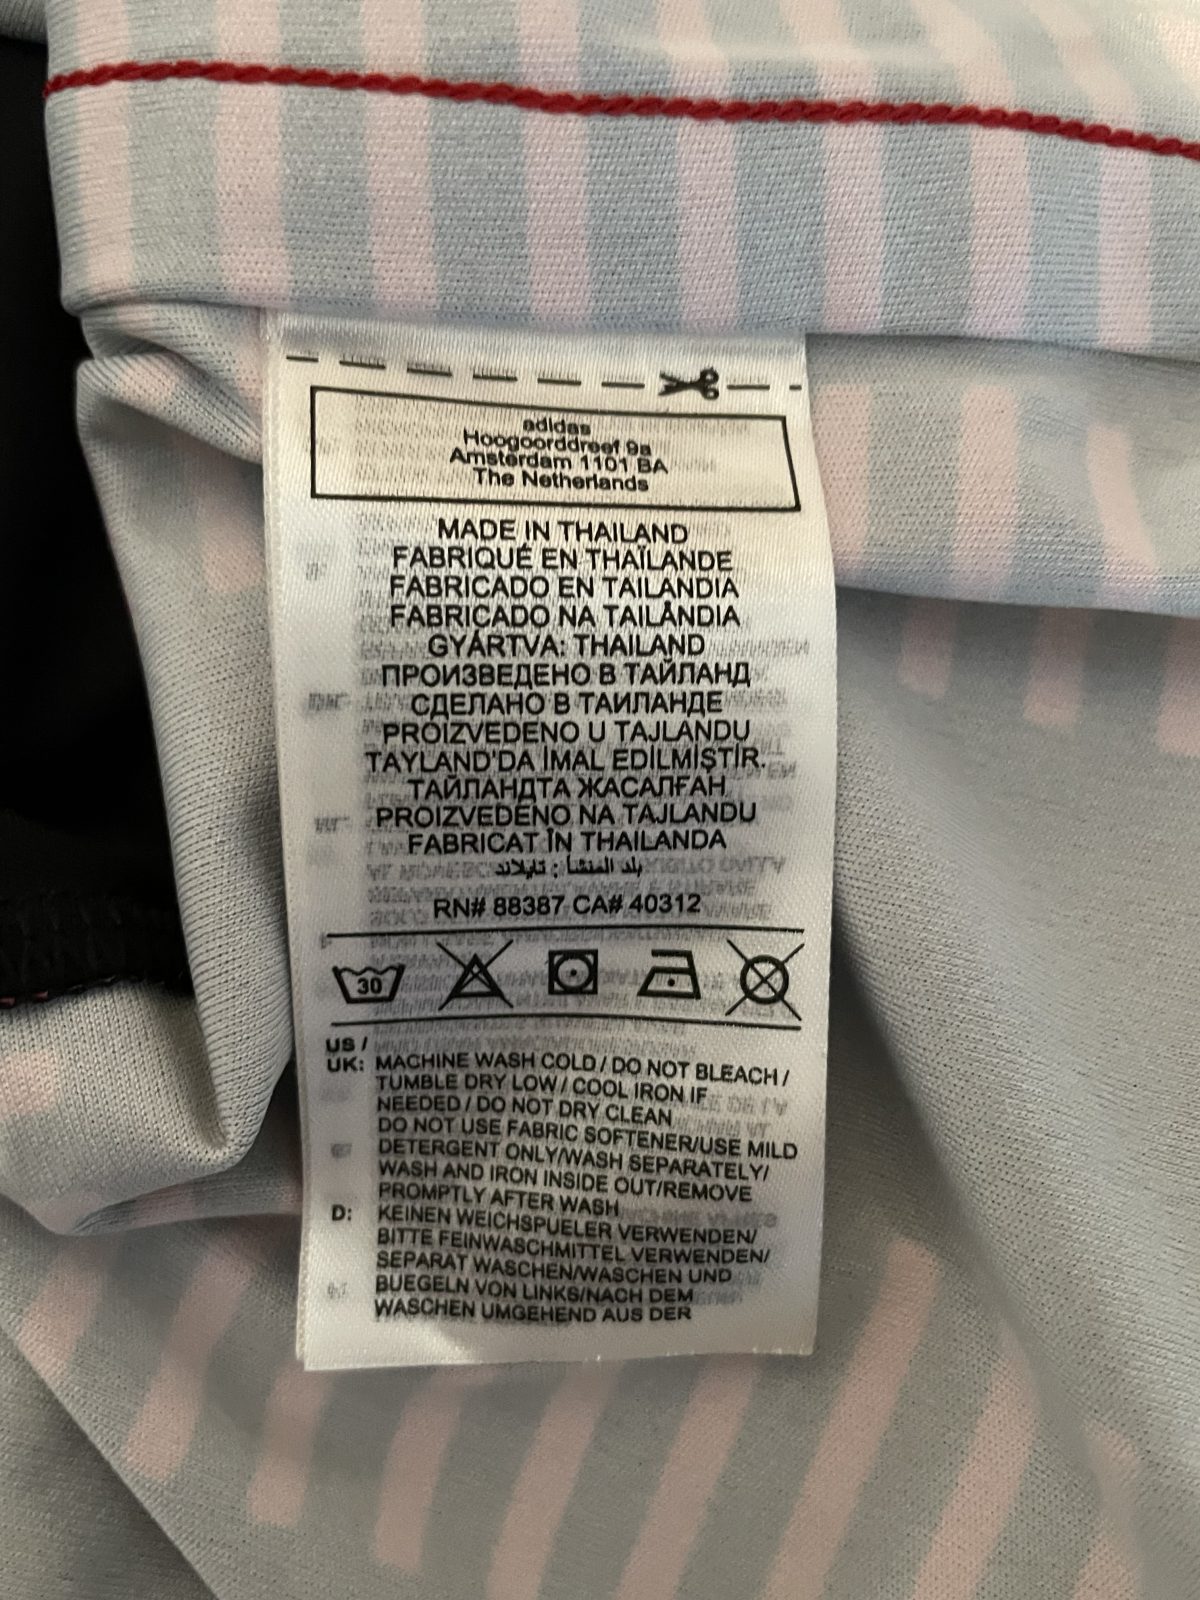 adidas
Hoogoorddreef 9a
Amsterdam 1101 BA
The Netherlands
MADE IN THAILAND
FABRIQUÉ EN THAÏLANDE
FABRICADO EN TAILANDIA
FABRICADO NA TAILÂNDIA
GYÁRTVA: THAILAND
ПРОИЗВЕДЕНО В ТАЙЛАНД
СДЕЛАНО В ТАИЛАНДЕ
PROIZVEDENO U TAJLANDU
TAYLAND'DA İMAL EDİLMİŞTİR.
ТАЙЛАНДТА ЖАСАЛҒАН
PROIZVEDENO NA TAJLANDU
FABRICAT ÎN THAILANDA
بلد المنشأ : تايلاند
RN# 88387 CA# 40312
30
US /
UK: MACHINE WASH COLD / DO NOT BLEACH /
TUMBLE DRY LOW / COOL IRON IF
NEEDED / DO NOT DRY CLEAN
DO NOT USE FABRIC SOFTENER/USE MILD
DETERGENT ONLY/WASH SEPARATELY/
WASH AND IRON INSIDE OUT/REMOVE
PROMPTLY AFTER WASH
D: KEINEN WEICHSPUELER VERWENDEN/
BITTE FEINWASCHMITTEL VERWENDEN/
SEPARAT WASCHEN/WASCHEN UND
BUEGELN VON LINKS/NACH DEM
WASCHEN UMGEHEND AUS DER